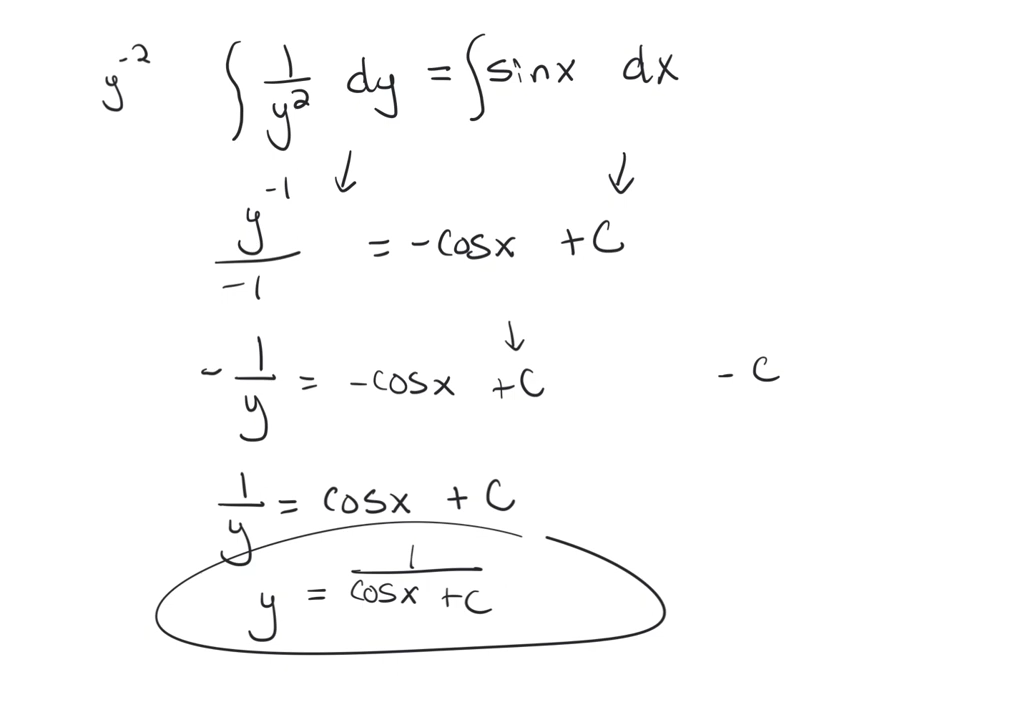 y⁻² ∫ 1/y² dy = ∫ sinx dx
↓ ↓
y⁻¹/-1 = -cosx +C
↓
-1/y = -cosx +C -C
1/y = cosx + C
y = 1/(cosx +C)